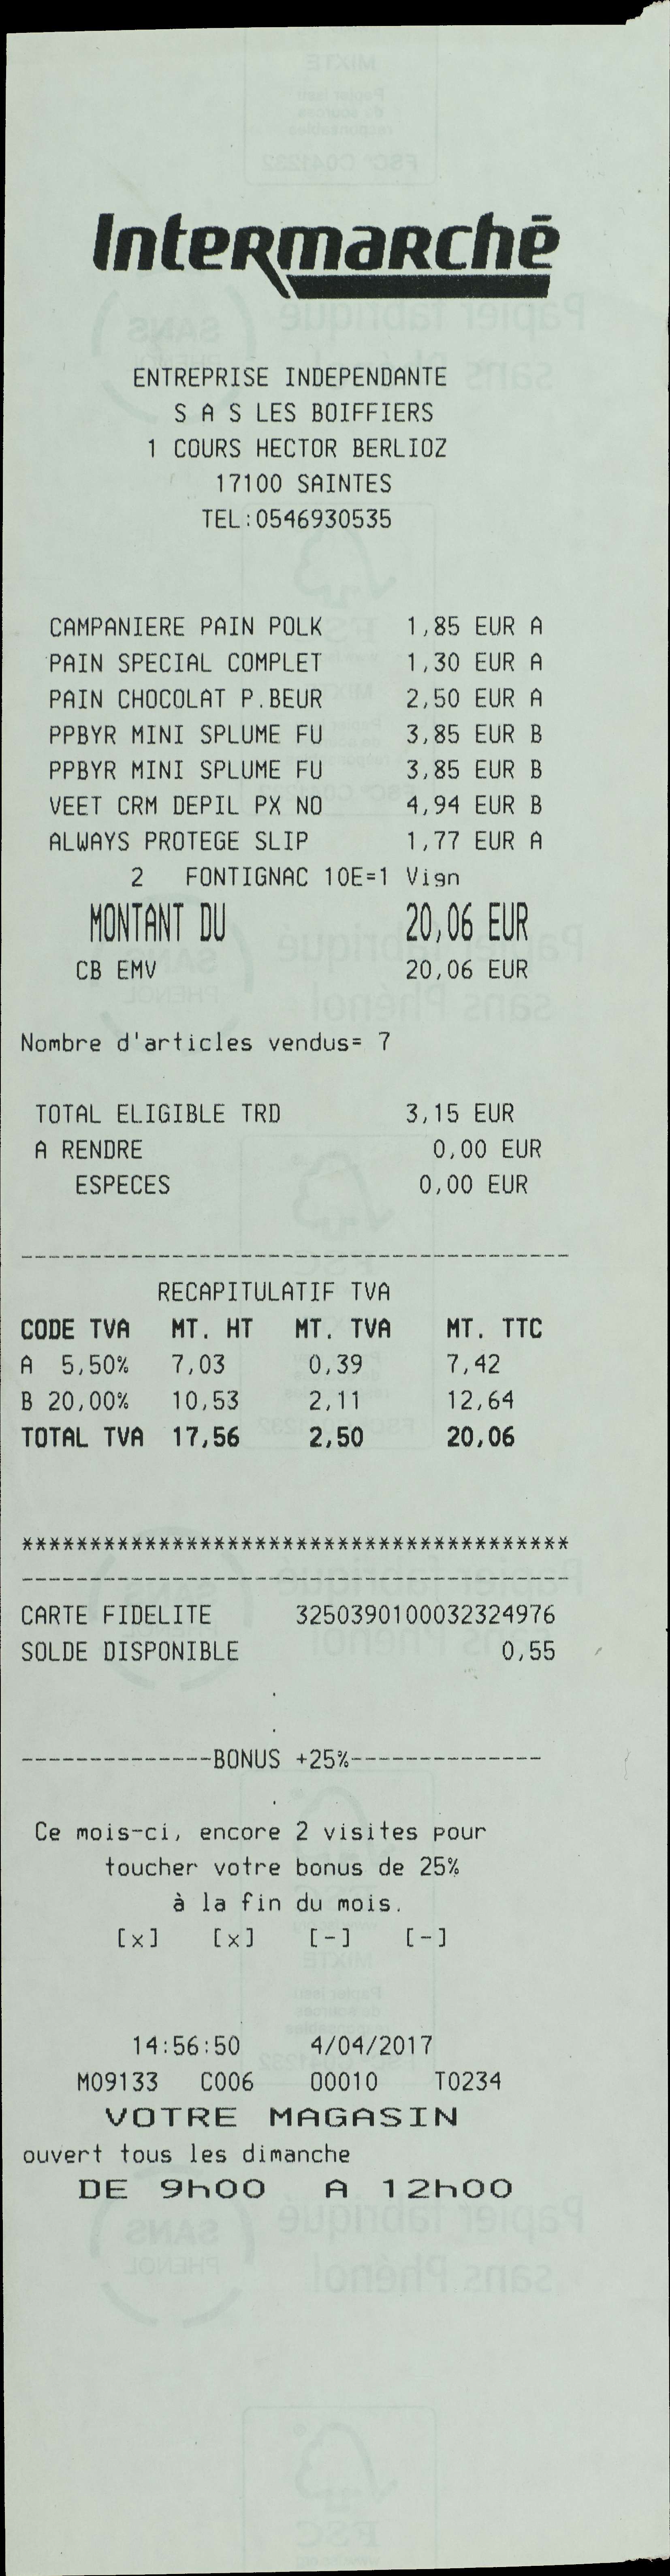 Intermarchē
ENTREPRISE INDEPENDANTE
S A S LES BOIFFIERS
1 COURS HECTOR BERLIOZ
17100 SAINTES
TEL:0546930535
CAMPANIERE PAIN POLK 1,85 EUR A
PAIN SPECIAL COMPLET 1,30 EUR A
PAIN CHOCOLAT P.BEUR 2,50 EUR A
PPBYR MINI SPLUME FU 3,85 EUR B
PPBYR MINI SPLUME FU 3,85 EUR B
VEET CRM DEPIL PX NO 4,94 EUR B
ALWAYS PROTEGE SLIP 1,77 EUR A
2 FONTIGNAC 10E=1 Vign
MONTANT DU 20,06 EUR
CB EMV 20,06 EUR
Nombre d'articles vendus= 7
TOTAL ELIGIBLE TRD 3,15 EUR
A RENDRE 0,00 EUR
ESPECES 0,00 EUR
----------------------------------------
RECAPITULATIF TVA
CODE TVA MT. HT MT. TVA MT. TTC
A 5,50% 7,03 0,39 7,42
B 20,00% 10,53 2,11 12,64
TOTAL TVA 17,56 2,50 20,06
****************************************
----------------------------------------
CARTE FIDELITE 3250390100032324976
SOLDE DISPONIBLE 0,55
.
.
--------------BONUS +25%--------------
.
Ce mois-ci, encore 2 visites pour
toucher votre bonus de 25%
à la fin du mois.
[x] [x] [-] [-]
14:56:50 4/04/2017
M09133 C006 00010 T0234
VOTRE MAGASIN
ouvert tous les dimanche
DE 9h00 A 12h00